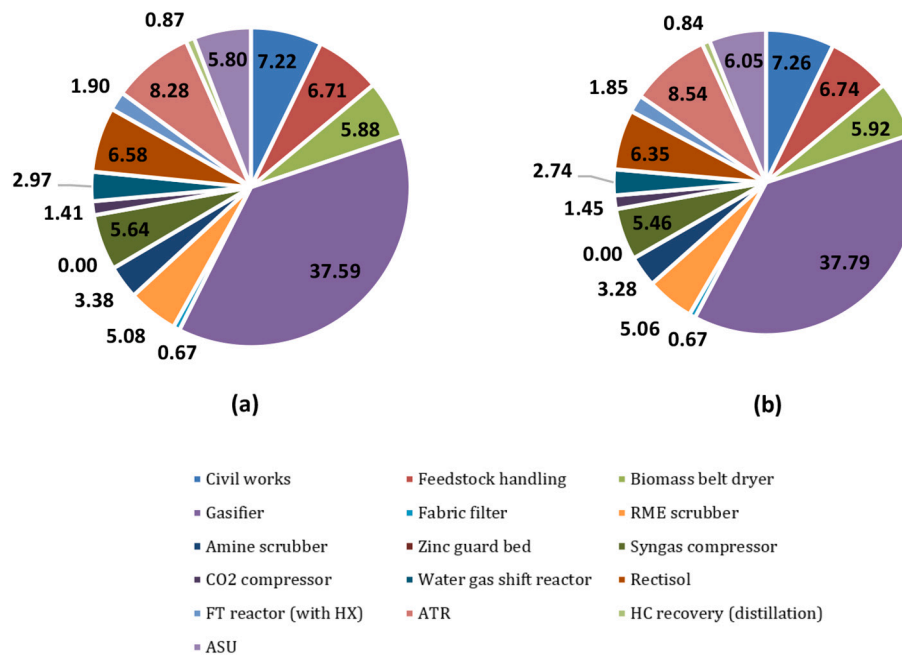 0.87
5.80
7.22
8.28
6.71
1.90
5.88
6.58
2.97
1.41
5.64
37.59
0.00
3.38
5.08
0.67
(a)
0.84
6.05
7.26
8.54
6.74
1.85
5.92
6.35
2.74
1.45
5.46
37.79
0.00
3.28
5.06
0.67
(b)
Civil works
Feedstock handling
Biomass belt dryer
Gasifier
Fabric filter
RME scrubber
Amine scrubber
Zinc guard bed
Syngas compressor
CO2 compressor
Water gas shift reactor
Rectisol
FT reactor (with HX)
ATR
HC recovery (distillation)
ASU